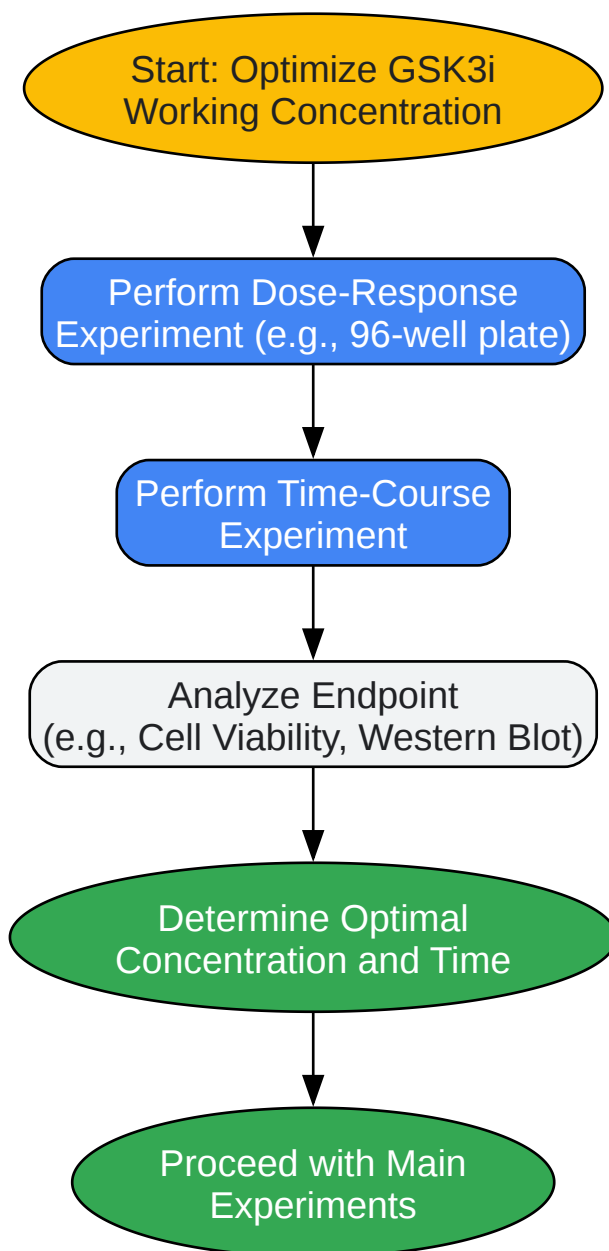 Start: Optimize GSK3i
Working Concentration
Perform Dose-Response
Experiment (e.g., 96-well plate)
Perform Time-Course
Experiment
Analyze Endpoint
(e.g., Cell Viability, Western Blot)
Determine Optimal
Concentration and Time
Proceed with Main
Experiments